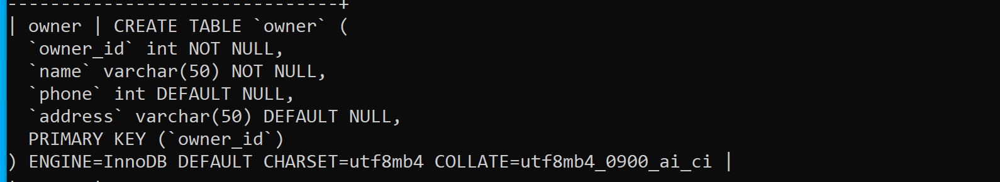 -------------------------------+
| owner | CREATE TABLE `owner` (
  `owner_id` int NOT NULL,
  `name` varchar(50) NOT NULL,
  `phone` int DEFAULT NULL,
  `address` varchar(50) DEFAULT NULL,
  PRIMARY KEY (`owner_id`)
) ENGINE=InnoDB DEFAULT CHARSET=utf8mb4 COLLATE=utf8mb4_0900_ai_ci |